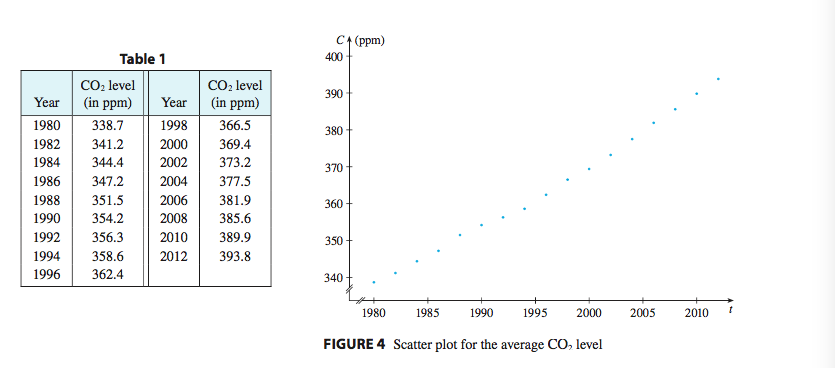 Table 1
Year CO₂ level (in ppm) Year CO₂ level (in ppm)
1980 338.7 1998 366.5
1982 341.2 2000 369.4
1984 344.4 2002 373.2
1986 347.2 2004 377.5
1988 351.5 2006 381.9
1990 354.2 2008 385.6
1992 356.3 2010 389.9
1994 358.6 2012 393.8
1996 362.4
C (ppm)
400
390
380
370
360
350
340
1980 1985 1990 1995 2000 2005 2010 t
FIGURE 4 Scatter plot for the average CO₂ level